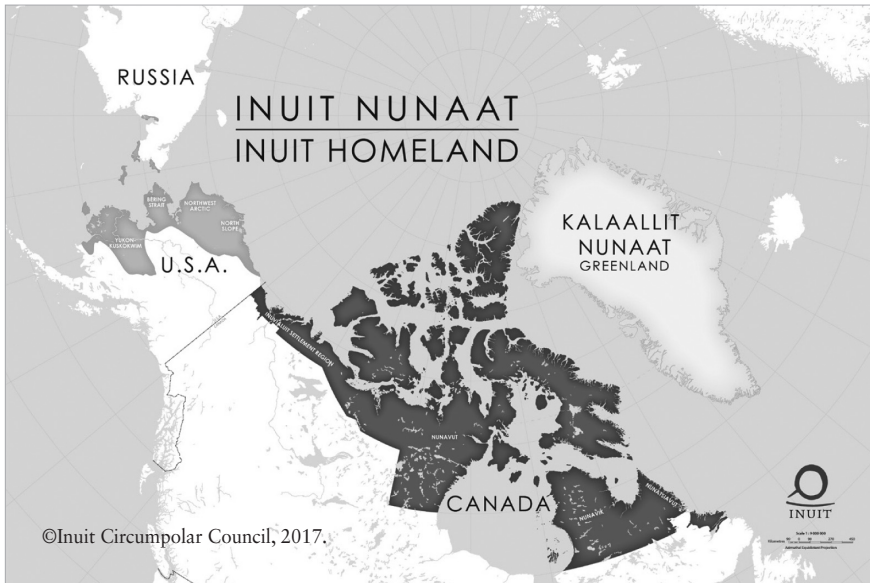 RUSSIA
INUIT NUNAAT
INUIT HOMELAND
BERING
STRAIT
NORTHWEST
ARCTIC
NORTH
SLOPE
YUKON-
KUSKOKWIM
U.S.A.
KALAALLIT
NUNAAT
GREENLAND
INUVIALUIT SETTLEMENT REGION
NUNAVUT
CANADA
NUNAVIK
INUIT
©Inuit Circumpolar Council, 2017.